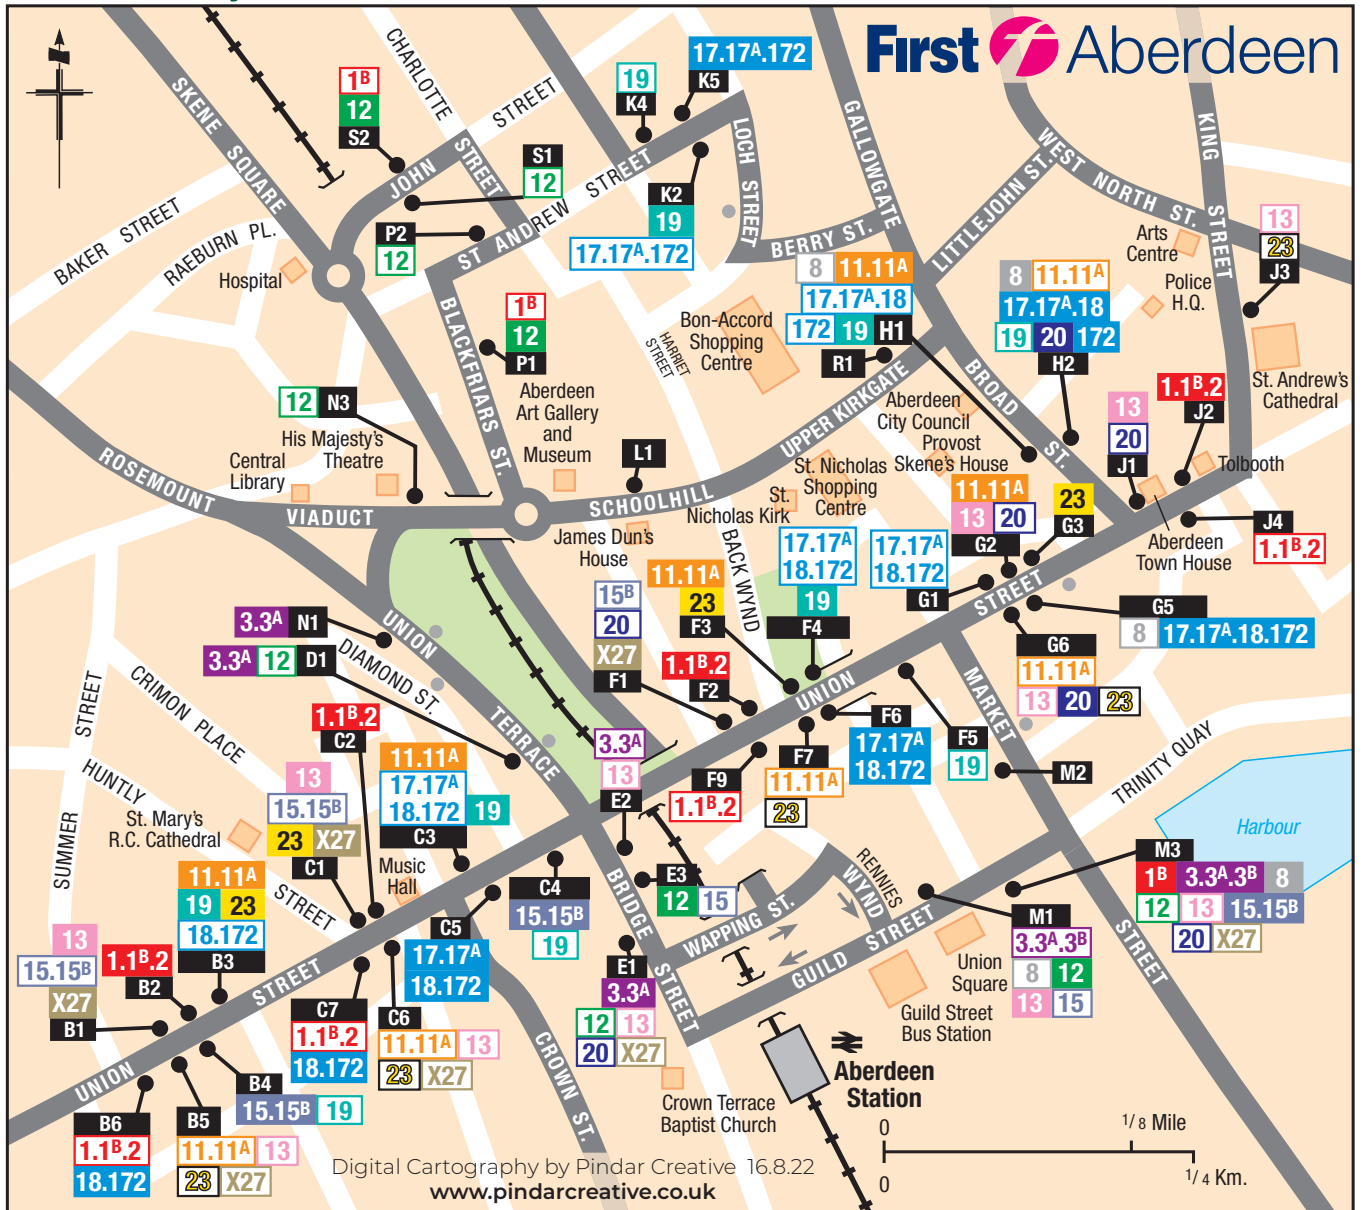 First Aberdeen
17.17A.172
K5
19
K4
CHARLOTTE
STREET
STREET
1B
12
S2
SKENE SQUARE
JOHN
S1
12
ST ANDREW STREET
K2
19
17.17A.172
LOCH
STREET
GALLOWGATE
WEST NORTH ST.
KING
STREET
LITTLEJOHN ST.
BERRY ST.
13
23
J3
Arts
Centre
Police
H.Q.
BAKER STREET
RAEBURN PL.
Hospital
P2
12
8 11.11A
17.17A.18
172 19 H1
R1
8 11.11A
17.17A.18
19 20 172
H2
BLACKFRIARS ST.
1B
12
P1
HARRIET
STREET
Bon-Accord
Shopping
Centre
BROAD
ST.
St. Andrew's
Cathedral
1.1B.2
J2
13
20
J1
Tolbooth
12 N3
His Majesty's
Theatre
Central
Library
Aberdeen
Art Gallery
and
Museum
L1
UPPER KIRKGATE
Aberdeen
City Council
Provost
Skene's House
St. Nicholas
Shopping
Centre
St.
Nicholas Kirk
ROSEMOUNT
VIADUCT
SCHOOLHILL
James Dun's
House
BACK WYND
11.11A
13 20
G2
23
G3
J4
1.1B.2
Aberdeen
Town House
17.17A
18.172
19
F4
17.17A
18.172
G1
STREET
G5
8 17.17A.18.172
11.11A
23
F3
15B
20
X27
F1
1.1B.2
F2
3.3A N1
3.3A 12 D1
UNION
TERRACE
DIAMOND ST.
G6
11.11A
13 20 23
UNION
MARKET
STREET
TRINITY QUAY
F6
17.17A
18.172
F5
19
M2
Harbour
F7
11.11A
23
F9
1.1B.2
3.3A
13
E2
CRIMON PLACE
HUNTLY
STREET
SUMMER STREET
St. Mary's
R.C. Cathedral
1.1B.2
C2
13
15.15B
23 X27
C1
11.11A
17.17A
18.172 19
C3
Music
Hall
11.11A
19 23
18.172
B3
13
15.15B
X27
B1
1.1B.2
B2
C4
15.15B
19
C5
17.17A
18.172
E3
12 15
BRIDGE
STREET
WAPPING ST.
RENNIES
WYND
GUILD STREET
M3
1B 3.3A.3B 8
12 13 15.15B
20 X27
M1
3.3A.3B
8 12
13 15
Union
Square
Guild Street
Bus Station
E1
3.3A
12 13
20 X27
UNION
STREET
C7
1.1B.2
18.172
C6
11.11A 13
23 X27
CROWN ST.
B4
15.15B 19
B5
11.11A 13
23 X27
B6
1.1B.2
18.172
Crown Terrace
Baptist Church
Aberdeen
Station
0
1/8 Mile
0
1/4 Km.
Digital Cartography by Pindar Creative 16.8.22
www.pindarcreative.co.uk